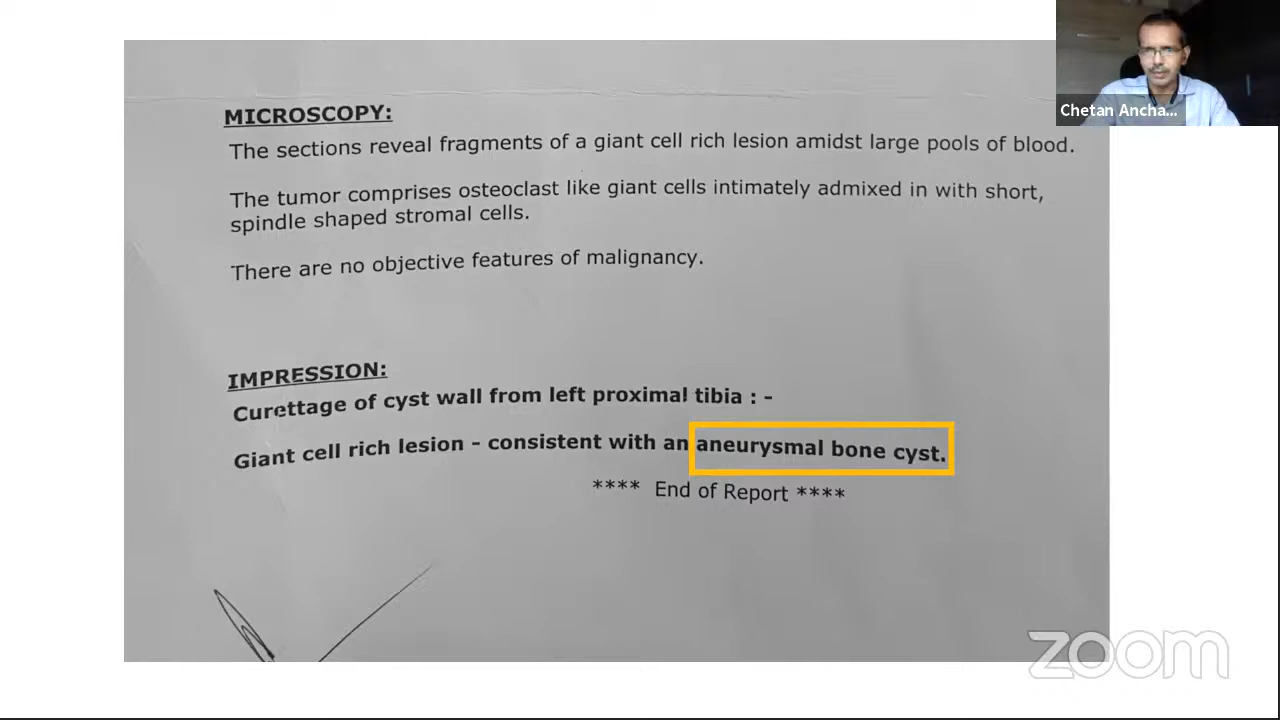 Chetan Ancha...
MICROSCOPY:
The sections reveal fragments of a giant cell rich lesion amidst large pools of blood.
The tumor comprises osteoclast like giant cells intimately admixed in with short,
spindle shaped stromal cells.
There are no objective features of malignancy.
IMPRESSION:
Curettage of cyst wall from left proximal tibia : -
Giant cell rich lesion - consistent with an aneurysmal bone cyst.
**** End of Report ****
zoom